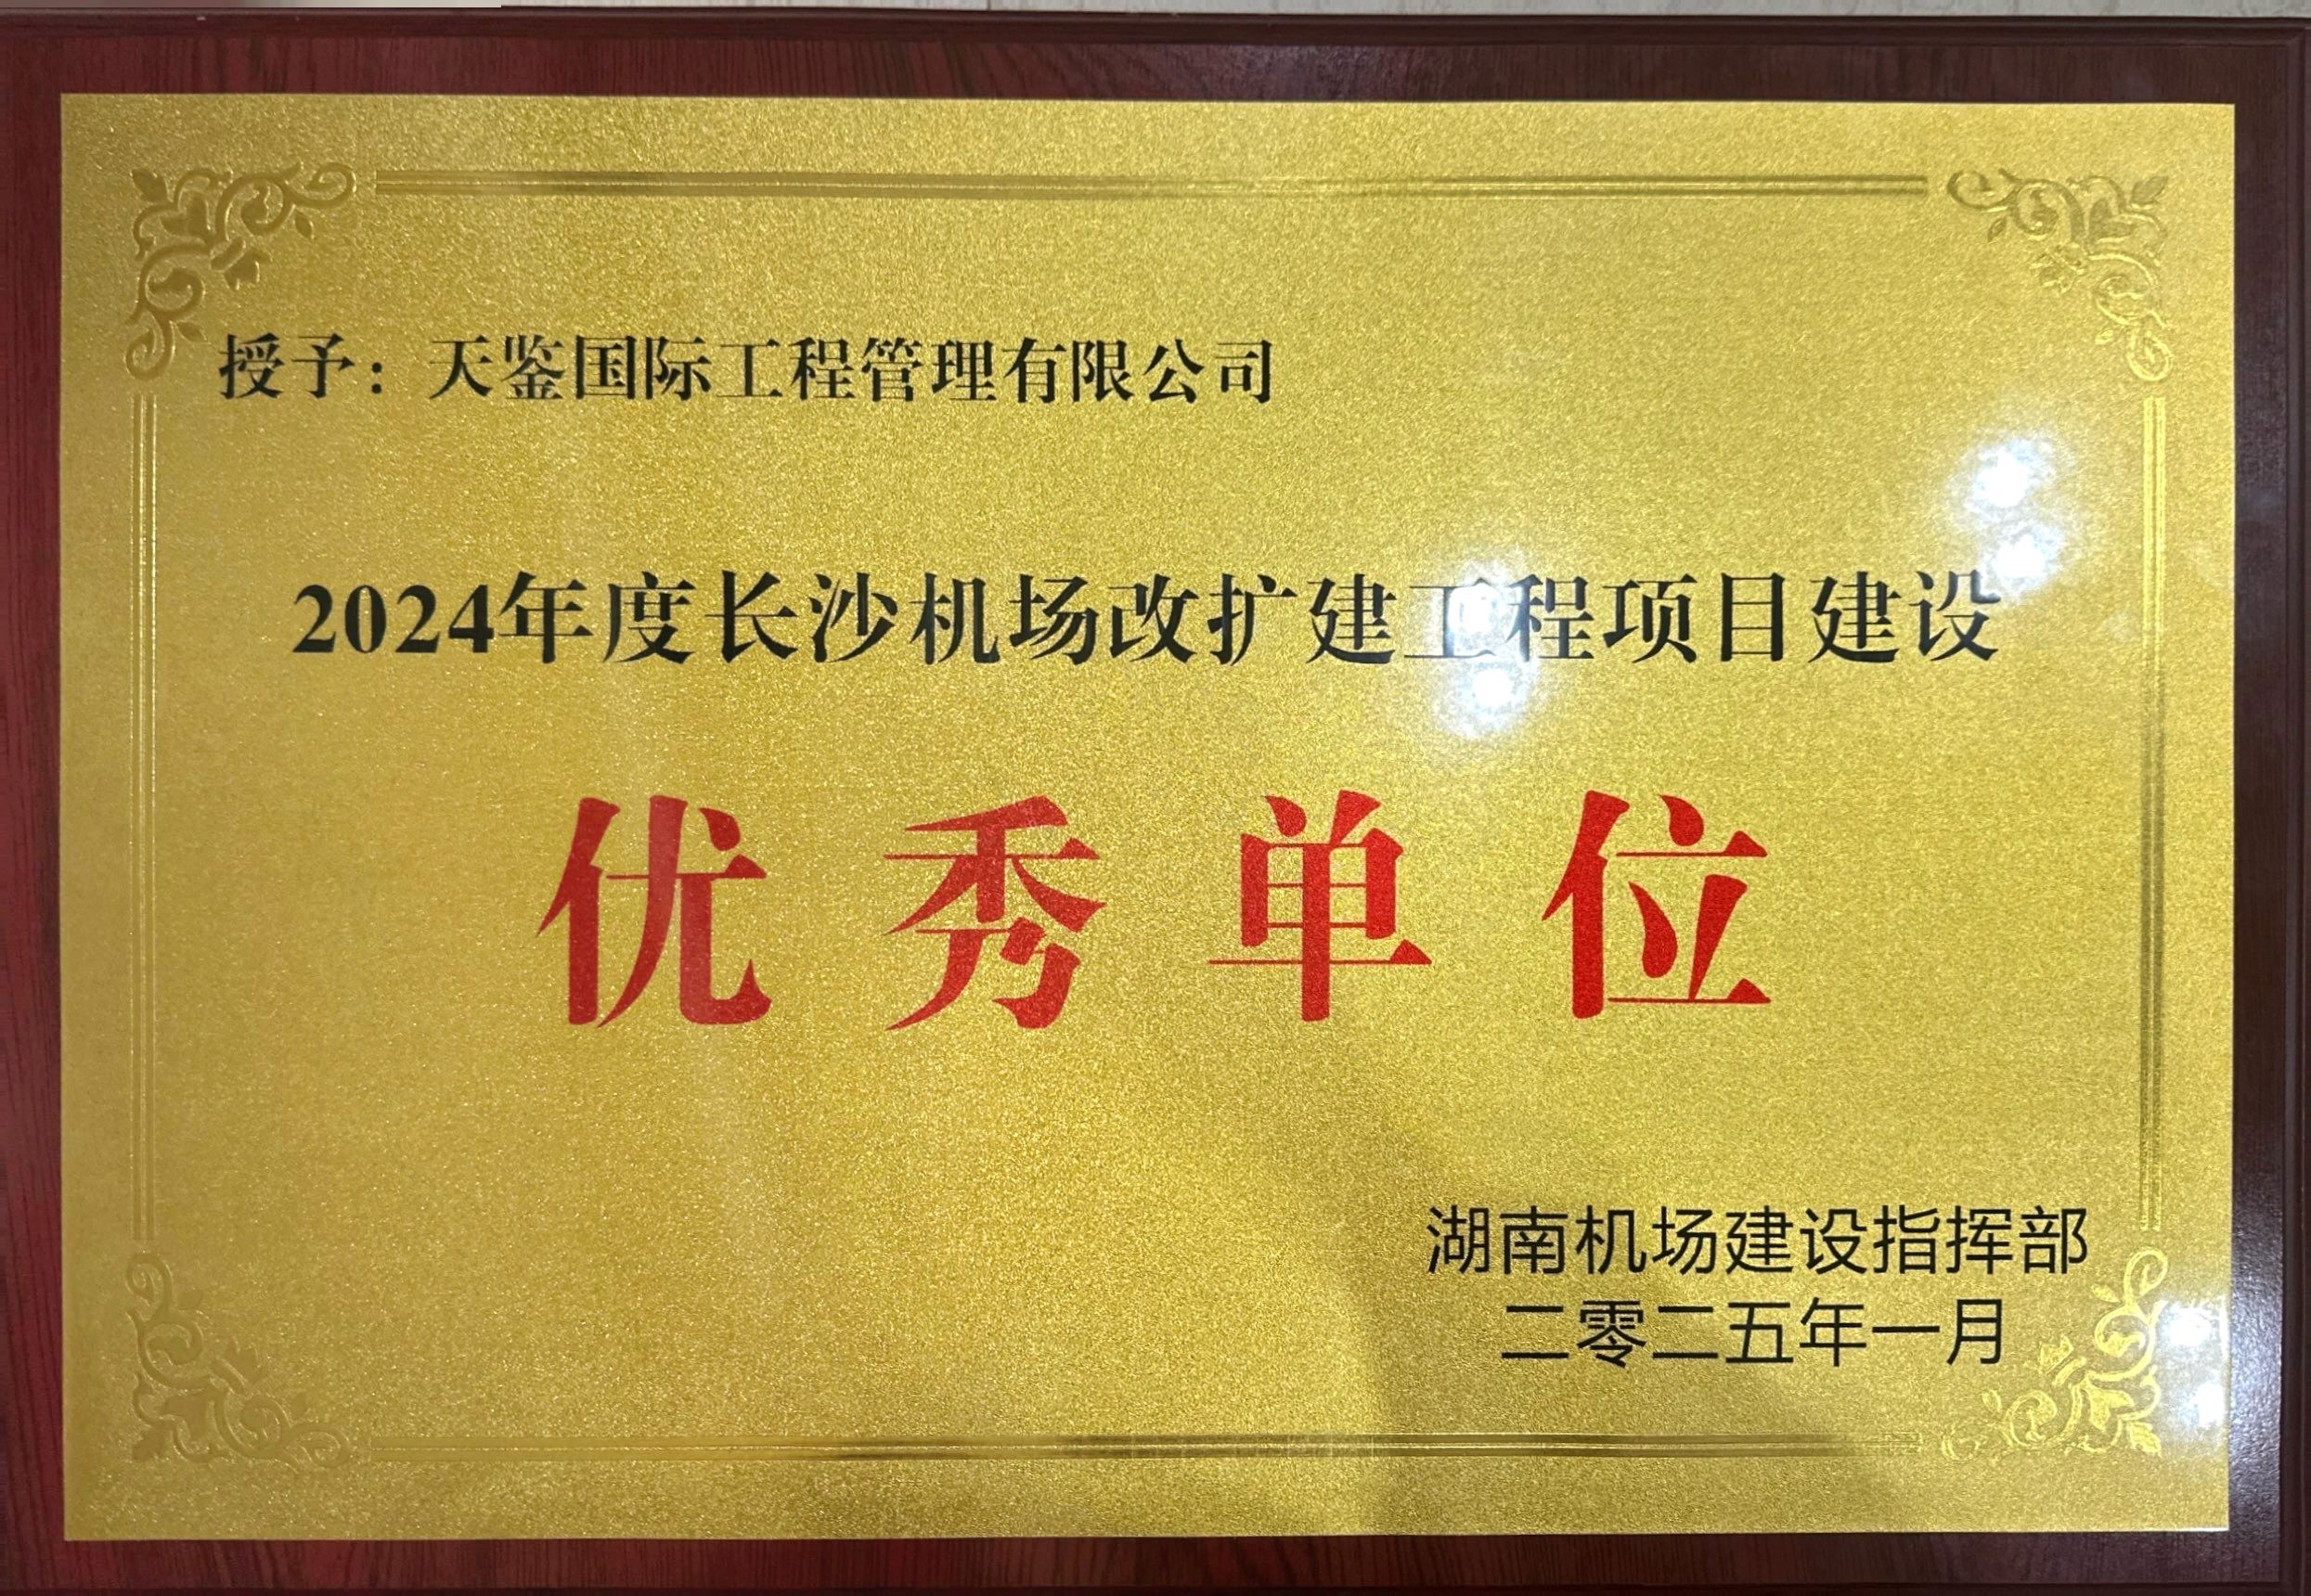 授予：天鉴国际工程管理有限公司
2024年度长沙机场改扩建工程项目建设
优秀单位
湖南机场建设指挥部
二零二五年一月